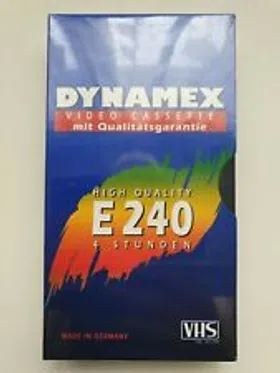 DYNAMEX
VIDEO CASSETTE
mit Qualitätsgarantie
HIGH QUALITY
E 240
4 STUNDEN
MADE IN GERMANY
VHS